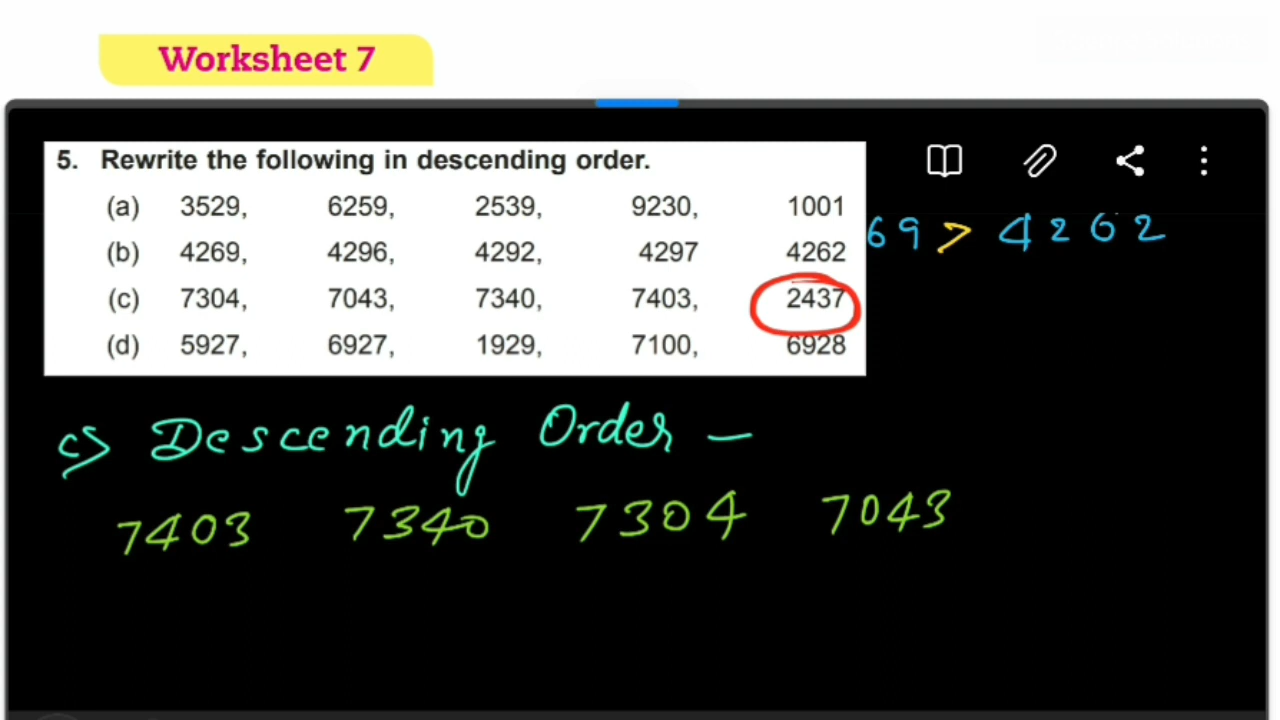 Worksheet 7
5. Rewrite the following in descending order.
(a) 3529, 6259, 2539, 9230, 1001
(b) 4269, 4296, 4292, 4297 4262
(c) 7304, 7043, 7340, 7403, 2437
(d) 5927, 6927, 1929, 7100, 6928
69 > 4262
c) Descending Order –
7403 7340 7304 7043